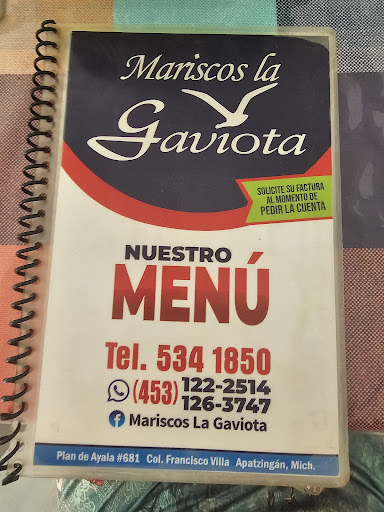 Mariscos la
Gaviota
SOLICITE SU FACTURA
AL MOMENTO DE
PEDIR LA CUENTA
NUESTRO
MENÚ
Tel. 534 1850
(453) 122-2514
126-3747
Mariscos La Gaviota
Plan de Ayala #681 Col. Francisco Villa Apatzingán, Mich.